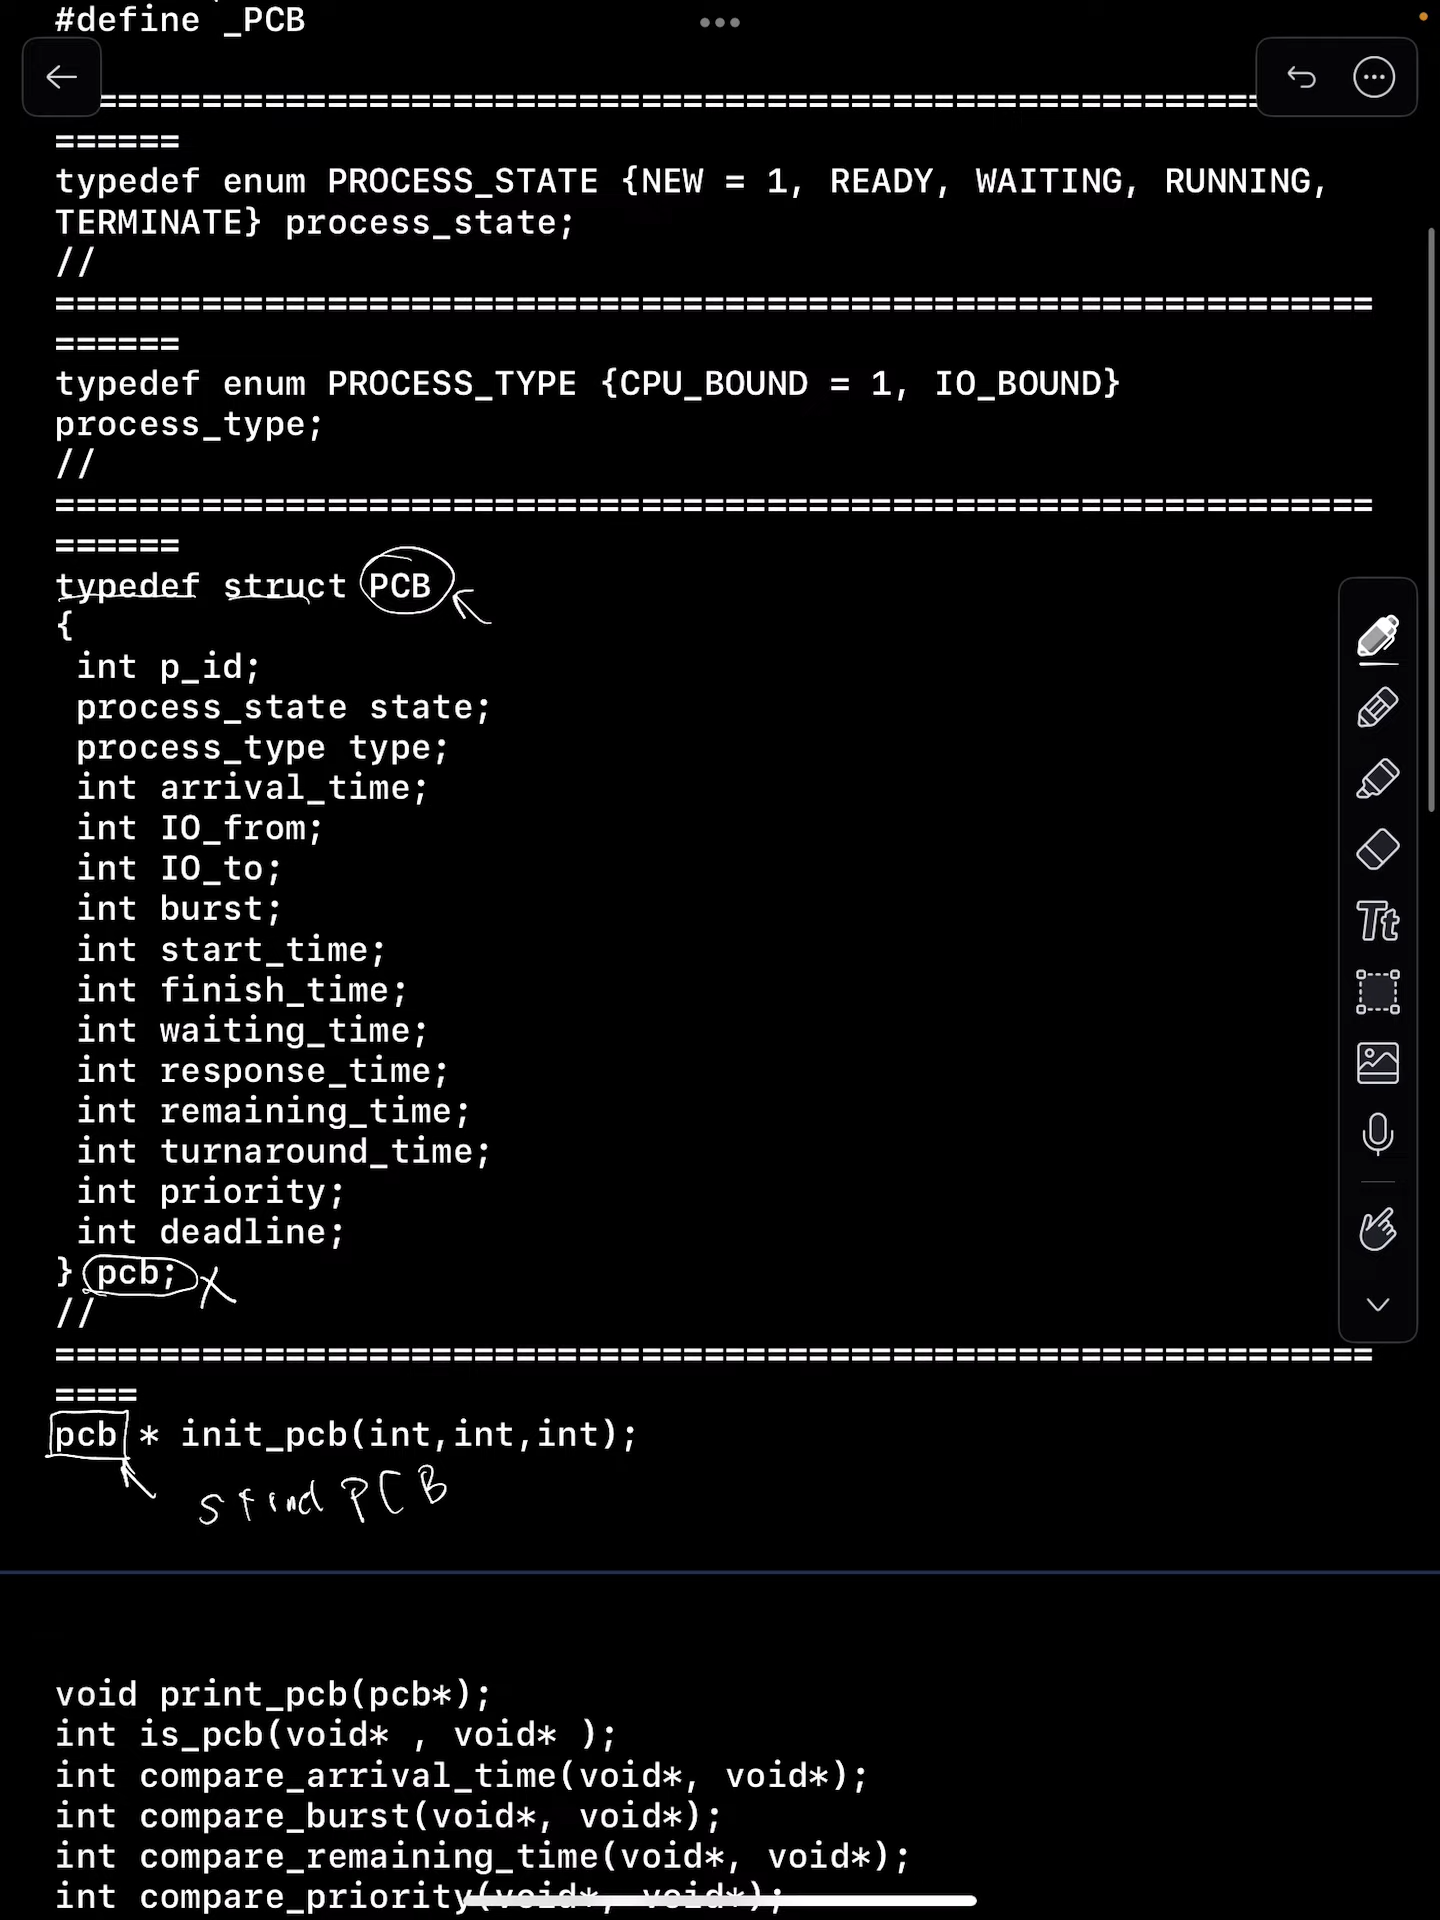 #define _PCB
=======================================================
======
typedef enum PROCESS_STATE {NEW = 1, READY, WAITING, RUNNING,
TERMINATE} process_state;
//
===============================================================
======
typedef enum PROCESS_TYPE {CPU_BOUND = 1, IO_BOUND}
process_type;
//
===============================================================
======
typedef struct PCB
{
int p_id;
process_state state;
process_type type;
int arrival_time;
int IO_from;
int IO_to;
int burst;
int start_time;
int finish_time;
int waiting_time;
int response_time;
int remaining_time;
int turnaround_time;
int priority;
int deadline;
} pcb; X
//
===============================================================
====
pcb * init_pcb(int,int,int);
PCB
void print_pcb(pcb*);
int is_pcb(void* , void* );
int compare_arrival_time(void*, void*);
int compare_burst(void*, void*);
int compare_remaining_time(void*, void*);
int compare_priority(void*, void*);
Tt